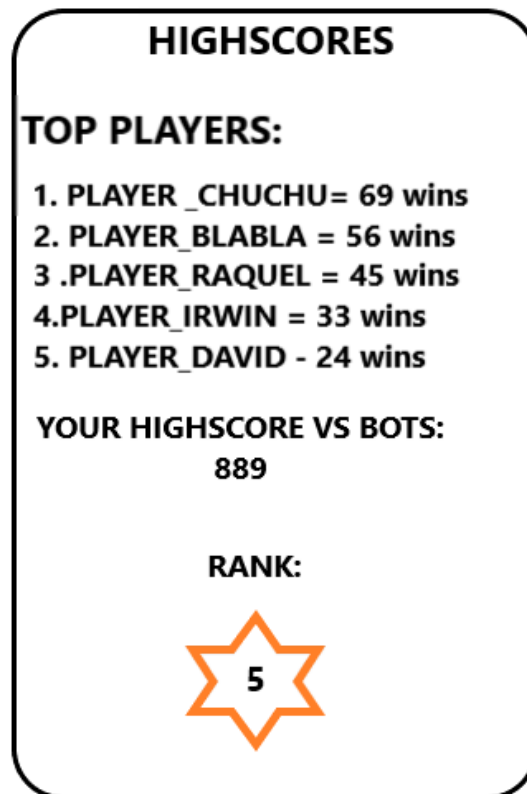 HIGHSCORES
TOP PLAYERS:
1. PLAYER _CHUCHU= 69 wins
2. PLAYER_BLABLA = 56 wins
3 .PLAYER_RAQUEL = 45 wins
4.PLAYER_IRWIN = 33 wins
5. PLAYER_DAVID - 24 wins
YOUR HIGHSCORE VS BOTS:
889
RANK:
5